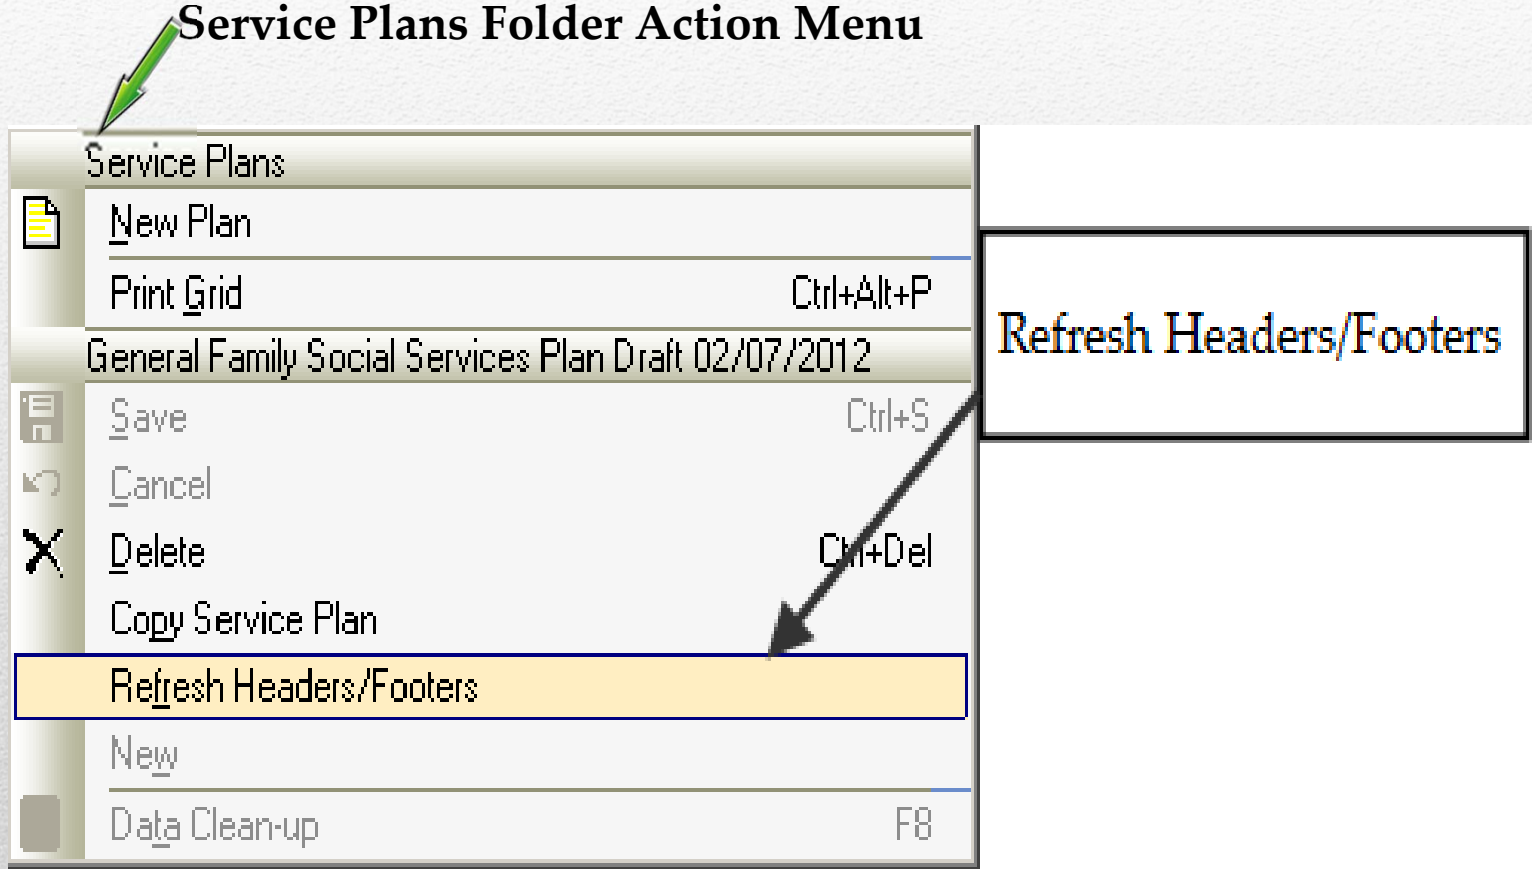 Service Plans Folder Action Menu
Service Plans
New Plan
Print Grid Ctrl+Alt+P
General Family Social Services Plan Draft 02/07/2012
Save Ctrl+S
Cancel
Delete Ctrl+Del
Copy Service Plan
Refresh Headers/Footers
New
Data Clean-up F8
Refresh Headers/Footers